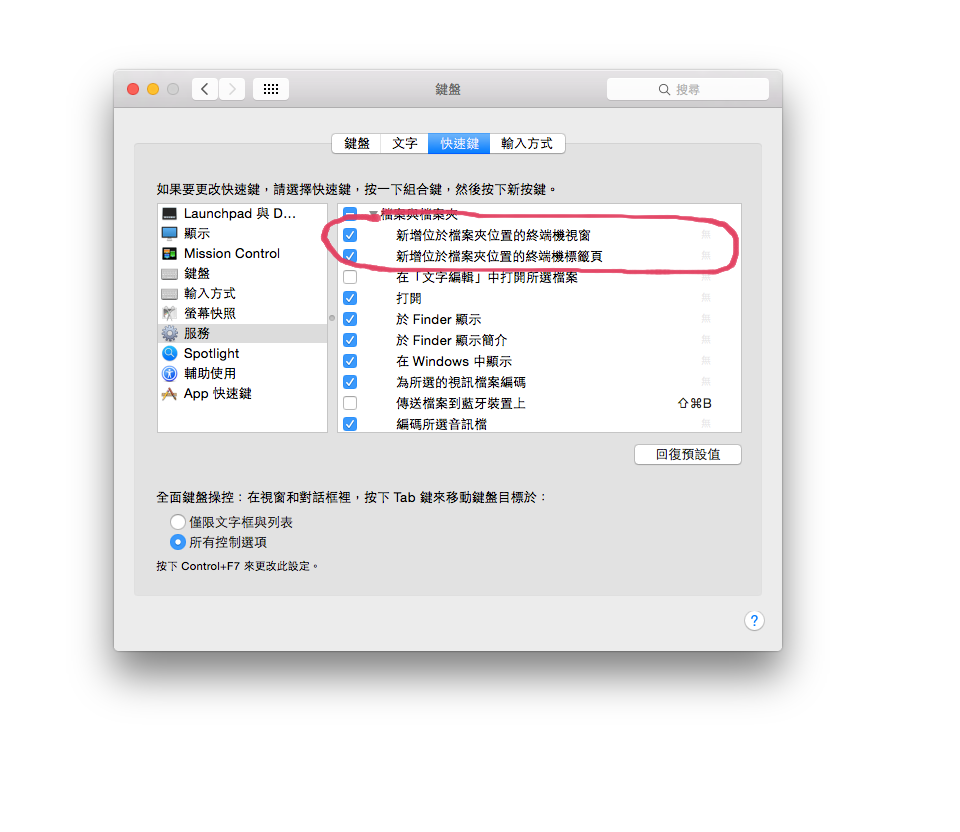 鍵盤
搜尋
鍵盤 文字 快速鍵 輸入方式
如果要更改快速鍵，請選擇快速鍵，按一下組合鍵，然後按下新按鍵。
Launchpad 與 D...
顯示
Mission Control
鍵盤
輸入方式
螢幕快照
服務
Spotlight
輔助使用
App 快速鍵
檔案與檔案夾
新增位於檔案夾位置的終端機視窗 無
新增位於檔案夾位置的終端機標籤頁 無
在「文字編輯」中打開所選檔案 無
打開 無
於 Finder 顯示 無
於 Finder 顯示簡介 無
在 Windows 中顯示 無
為所選的視訊檔案編碼 無
傳送檔案到藍牙裝置上 ⇧⌘B
編碼所選音訊檔 無
回復預設值
全面鍵盤操控：在視窗和對話框裡，按下 Tab 鍵來移動鍵盤目標於：
僅限文字框與列表
所有控制選項
按下 Control+F7 來更改此設定。
?